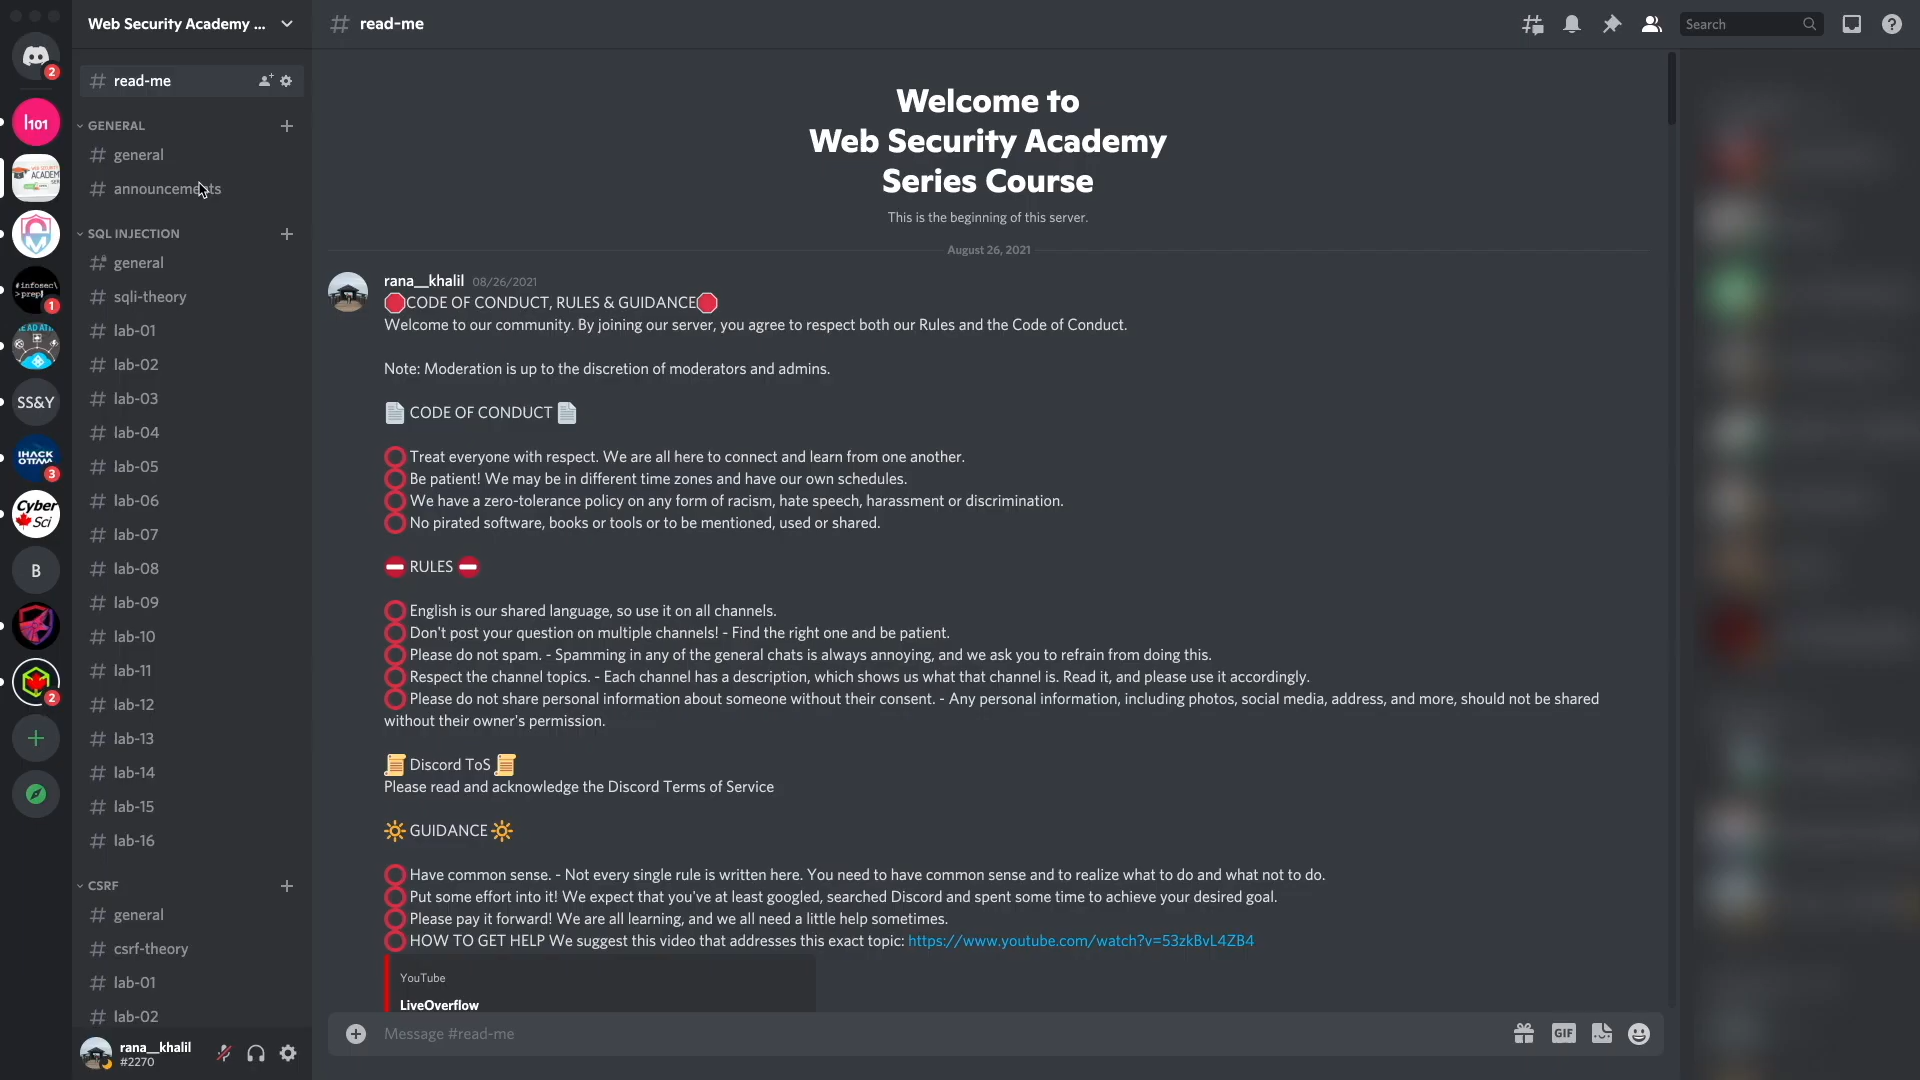 Web Security Academy ...
# read-me
Search
2
# read-me
l101
GENERAL
# general
# announcements
ACADEM
SQL INJECTION
# general
# sqli-theory
# lab-01
# lab-02
# lab-03
# lab-04
# lab-05
# lab-06
# lab-07
# lab-08
# lab-09
# lab-10
# lab-11
# lab-12
# lab-13
# lab-14
# lab-15
# lab-16
CSRF
# general
# csrf-theory
# lab-01
# lab-02
#infosec\
>prep
1
SS&Y
IHACK
3
Cyber
Sci
B
2
Welcome to
Web Security Academy
Series Course
This is the beginning of this server.
August 26, 2021
rana__khalil 08/26/2021
CODE OF CONDUCT, RULES & GUIDANCE
Welcome to our community. By joining our server, you agree to respect both our Rules and the Code of Conduct.
Note: Moderation is up to the discretion of moderators and admins.
CODE OF CONDUCT
Treat everyone with respect. We are all here to connect and learn from one another.
Be patient! We may be in different time zones and have our own schedules.
We have a zero-tolerance policy on any form of racism, hate speech, harassment or discrimination.
No pirated software, books or tools or to be mentioned, used or shared.
RULES
English is our shared language, so use it on all channels.
Don't post your question on multiple channels! - Find the right one and be patient.
Please do not spam. - Spamming in any of the general chats is always annoying, and we ask you to refrain from doing this.
Respect the channel topics. - Each channel has a description, which shows us what that channel is. Read it, and please use it accordingly.
Please do not share personal information about someone without their consent. - Any personal information, including photos, social media, address, and more, should not be shared
without their owner's permission.
Discord ToS
Please read and acknowledge the Discord Terms of Service
GUIDANCE
Have common sense. - Not every single rule is written here. You need to have common sense and to realize what to do and what not to do.
Put some effort into it! We expect that you've at least googled, searched Discord and spent some time to achieve your desired goal.
Please pay it forward! We are all learning, and we all need a little help sometimes.
HOW TO GET HELP We suggest this video that addresses this exact topic: https://www.youtube.com/watch?v=53zkBvL4ZB4
YouTube
LiveOverflow
Message #read-me
GIF
rana__khalil
#2270